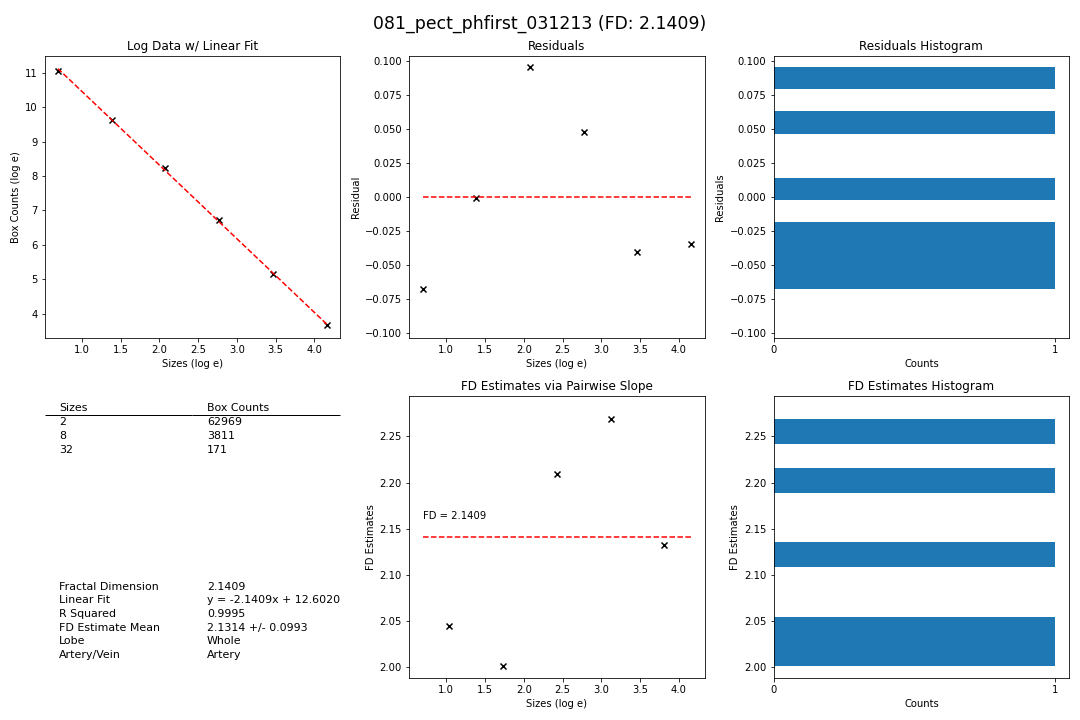 081_pect_phfirst_031213 (FD: 2.1409)
Log Data w/ Linear Fit
Box Counts (log e)
11
10
9
8
7
6
5
4
1.0 1.5 2.0 2.5 3.0 3.5 4.0
Sizes (log e)
Residuals
Residual
0.100
0.075
0.050
0.025
0.000
−0.025
−0.050
−0.075
−0.100
1.0 1.5 2.0 2.5 3.0 3.5 4.0
Sizes (log e)
Residuals Histogram
Residuals
0.100
0.075
0.050
0.025
0.000
−0.025
−0.050
−0.075
−0.100
0 1
Counts
Sizes Box Counts
2 62969
8 3811
32 171
Fractal Dimension 2.1409
Linear Fit y = -2.1409x + 12.6020
R Squared 0.9995
FD Estimate Mean 2.1314 +/- 0.0993
Lobe Whole
Artery/Vein Artery
FD Estimates via Pairwise Slope
FD Estimates
2.25
2.20
2.15
2.10
2.05
2.00
FD = 2.1409
1.0 1.5 2.0 2.5 3.0 3.5 4.0
Sizes (log e)
FD Estimates Histogram
FD Estimates
2.25
2.20
2.15
2.10
2.05
2.00
0 1
Counts